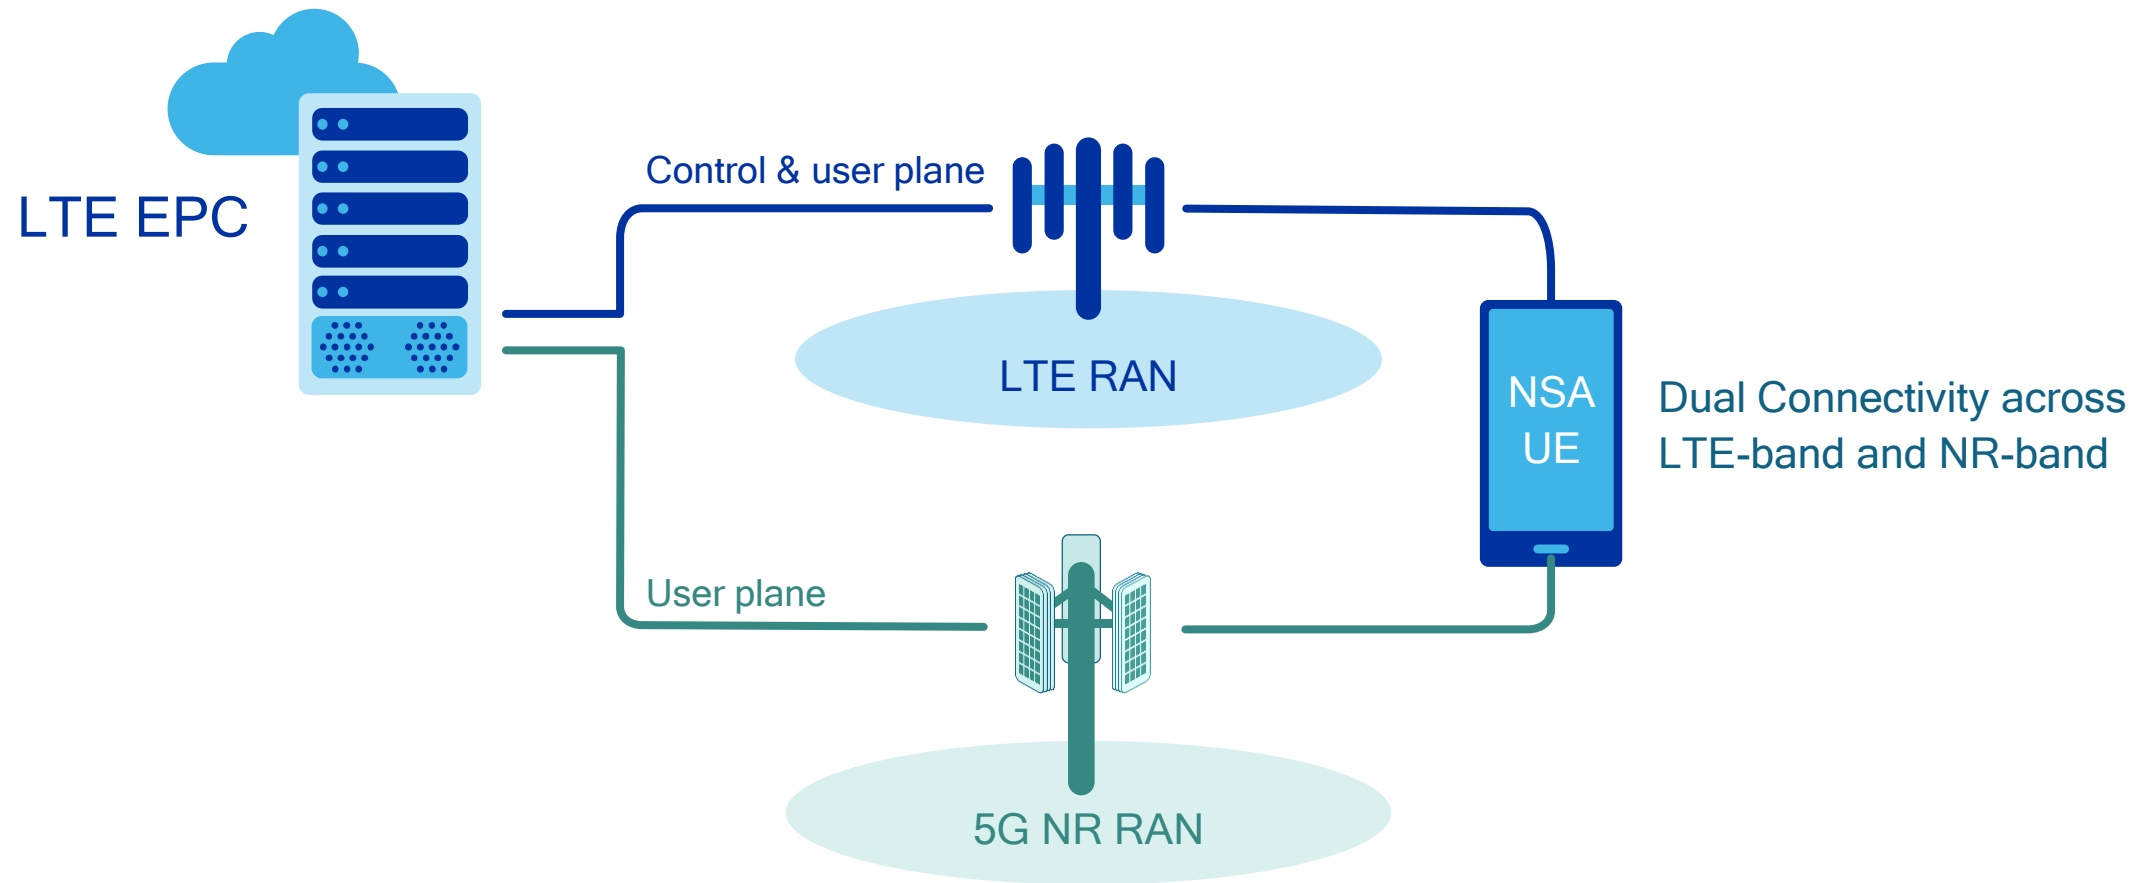 LTE EPC
Control & user plane
LTE RAN
NSA
UE
Dual Connectivity across
LTE-band and NR-band
User plane
5G NR RAN